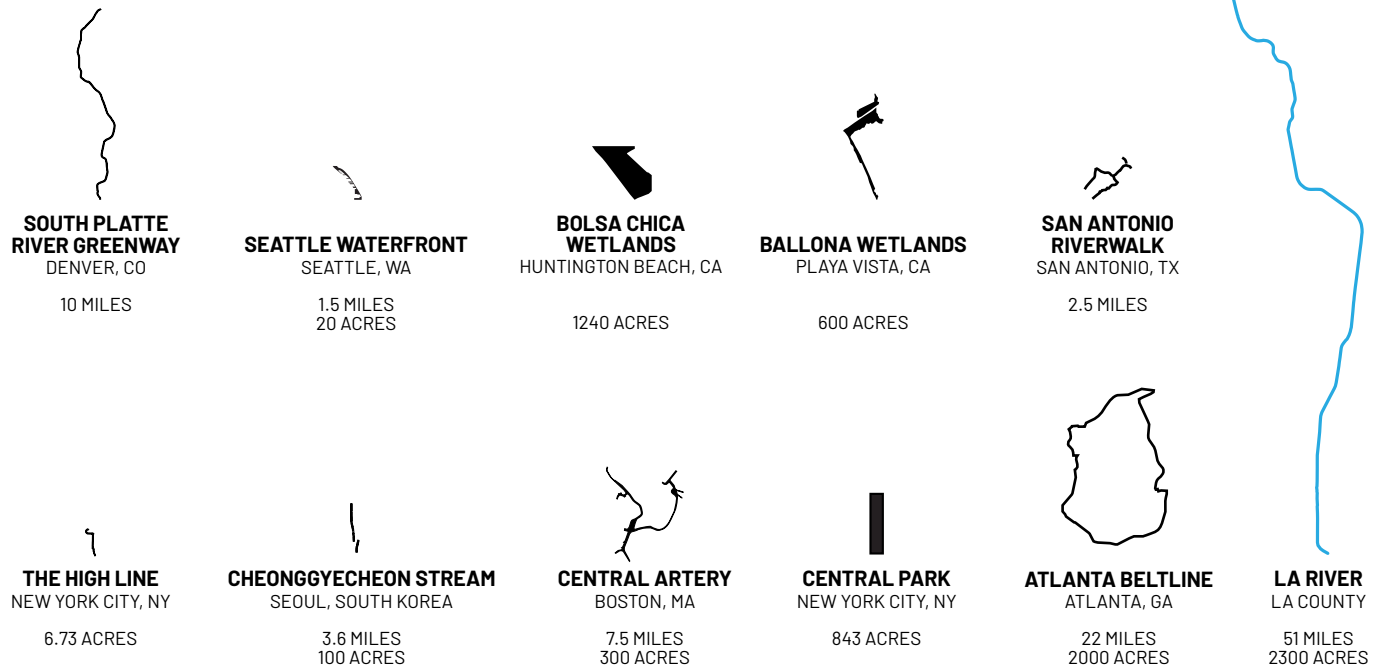 SOUTH PLATTE
RIVER GREENWAY
DENVER, CO
10 MILES
SEATTLE WATERFRONT
SEATTLE, WA
1.5 MILES
20 ACRES
BOLSA CHICA
WETLANDS
HUNTINGTON BEACH, CA
1240 ACRES
BALLONA WETLANDS
PLAYA VISTA, CA
600 ACRES
SAN ANTONIO
RIVERWALK
SAN ANTONIO, TX
2.5 MILES
THE HIGH LINE
NEW YORK CITY, NY
6.73 ACRES
CHEONGGYECHEON STREAM
SEOUL, SOUTH KOREA
3.6 MILES
100 ACRES
CENTRAL ARTERY
BOSTON, MA
7.5 MILES
300 ACRES
CENTRAL PARK
NEW YORK CITY, NY
843 ACRES
ATLANTA BELTLINE
ATLANTA, GA
22 MILES
2000 ACRES
LA RIVER
LA COUNTY
51 MILES
2300 ACRES